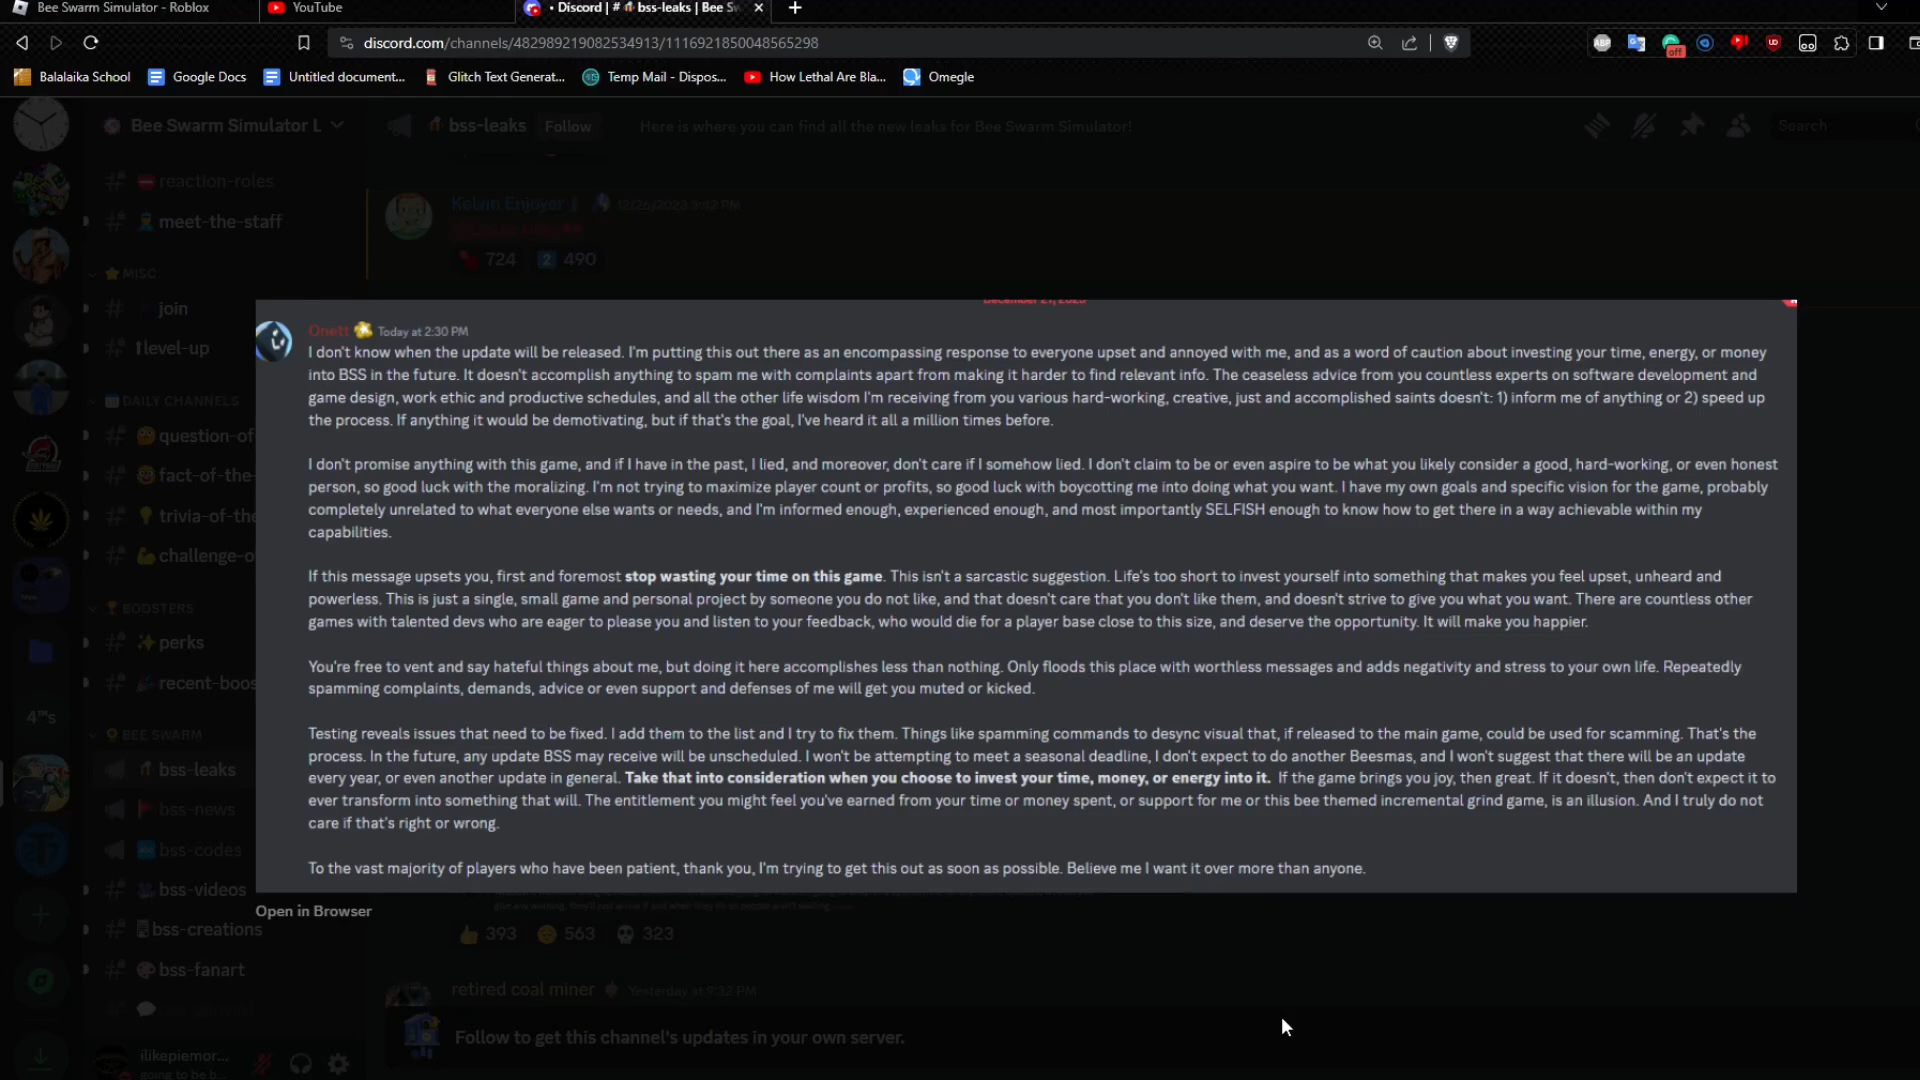 Bee Swarm Simulator - Roblox
YouTube
• Discord | # bss-leaks | Bee Sw
discord.com/channels/482989219082534913/1116921850048565298
Balalaika School
Google Docs
Untitled document...
Glitch Text Generat...
Temp Mail - Dispos...
How Lethal Are Bla...
Omegle
ABP
off
Bee Swarm Simulator L
bss-leaks
Follow
Here is where you can find all the new leaks for Bee Swarm Simulator!
Search
reaction-roles
meet-the-staff
MISC
join
level-up
DAILY CHANNELS
question-of
fact-of-the
trivia-of-the
challenge-o
BOOSTERS
perks
recent-boos
4™s
BEE SWARM
bss-leaks
bss-news
bss-codes
bss-videos
bss-creations
bss-fanart
Kelvin Enjoyer
12/26/2023 3:42 PM
724
2 490
December 27, 2023
Onett Today at 2:30 PM
I don't know when the update will be released. I'm putting this out there as an encompassing response to everyone upset and annoyed with me, and as a word of caution about investing your time, energy, or money
into BSS in the future. It doesn't accomplish anything to spam me with complaints apart from making it harder to find relevant info. The ceaseless advice from you countless experts on software development and
game design, work ethic and productive schedules, and all the other life wisdom I'm receiving from you various hard-working, creative, just and accomplished saints doesn't: 1) inform me of anything or 2) speed up
the process. If anything it would be demotivating, but if that's the goal, I've heard it all a million times before.
I don't promise anything with this game, and if I have in the past, I lied, and moreover, don't care if I somehow lied. I don't claim to be or even aspire to be what you likely consider a good, hard-working, or even honest
person, so good luck with the moralizing. I'm not trying to maximize player count or profits, so good luck with boycotting me into doing what you want. I have my own goals and specific vision for the game, probably
completely unrelated to what everyone else wants or needs, and I'm informed enough, experienced enough, and most importantly SELFISH enough to know how to get there in a way achievable within my
capabilities.
If this message upsets you, first and foremost stop wasting your time on this game. This isn't a sarcastic suggestion. Life's too short to invest yourself into something that makes you feel upset, unheard and
powerless. This is just a single, small game and personal project by someone you do not like, and that doesn't care that you don't like them, and doesn't strive to give you what you want. There are countless other
games with talented devs who are eager to please you and listen to your feedback, who would die for a player base close to this size, and deserve the opportunity. It will make you happier.
You're free to vent and say hateful things about me, but doing it here accomplishes less than nothing. Only floods this place with worthless messages and adds negativity and stress to your own life. Repeatedly
spamming complaints, demands, advice or even support and defenses of me will get you muted or kicked.
Testing reveals issues that need to be fixed. I add them to the list and I try to fix them. Things like spamming commands to desync visual that, if released to the main game, could be used for scamming. That's the
process. In the future, any update BSS may receive will be unscheduled. I won't be attempting to meet a seasonal deadline, I don't expect to do another Beesmas, and I won't suggest that there will be an update
every year, or even another update in general. Take that into consideration when you choose to invest your time, money, or energy into it. If the game brings you joy, then great. If it doesn't, then don't expect it to
ever transform into something that will. The entitlement you might feel you've earned from your time or money spent, or support for me or this bee themed incremental grind game, is an illusion. And I truly do not
care if that's right or wrong.
To the vast majority of players who have been patient, thank you, I'm trying to get this out as soon as possible. Believe me I want it over more than anyone.
Open in Browser
393 563 323
retired coal miner Yesterday at 9:32 PM
Follow to get this channel's updates in your own server.
ilikepiemor...
going to be b...